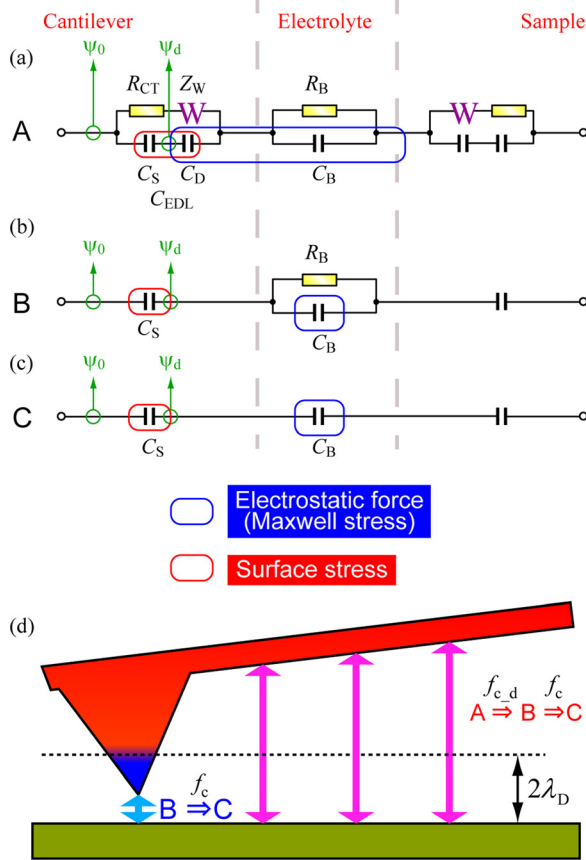 Cantilever Electrolyte Sample
(a) ψ0 ψd
RCT ZW RB
A
CS CD CB
CEDL
(b) ψ0 ψd
RB
B
CS CB
(c) ψ0 ψd
C
CS CB
Electrostatic force
(Maxwell stress)
Surface stress
(d)
fc_d fc
A ⇒ B ⇒ C
fc
B ⇒ C
2λD